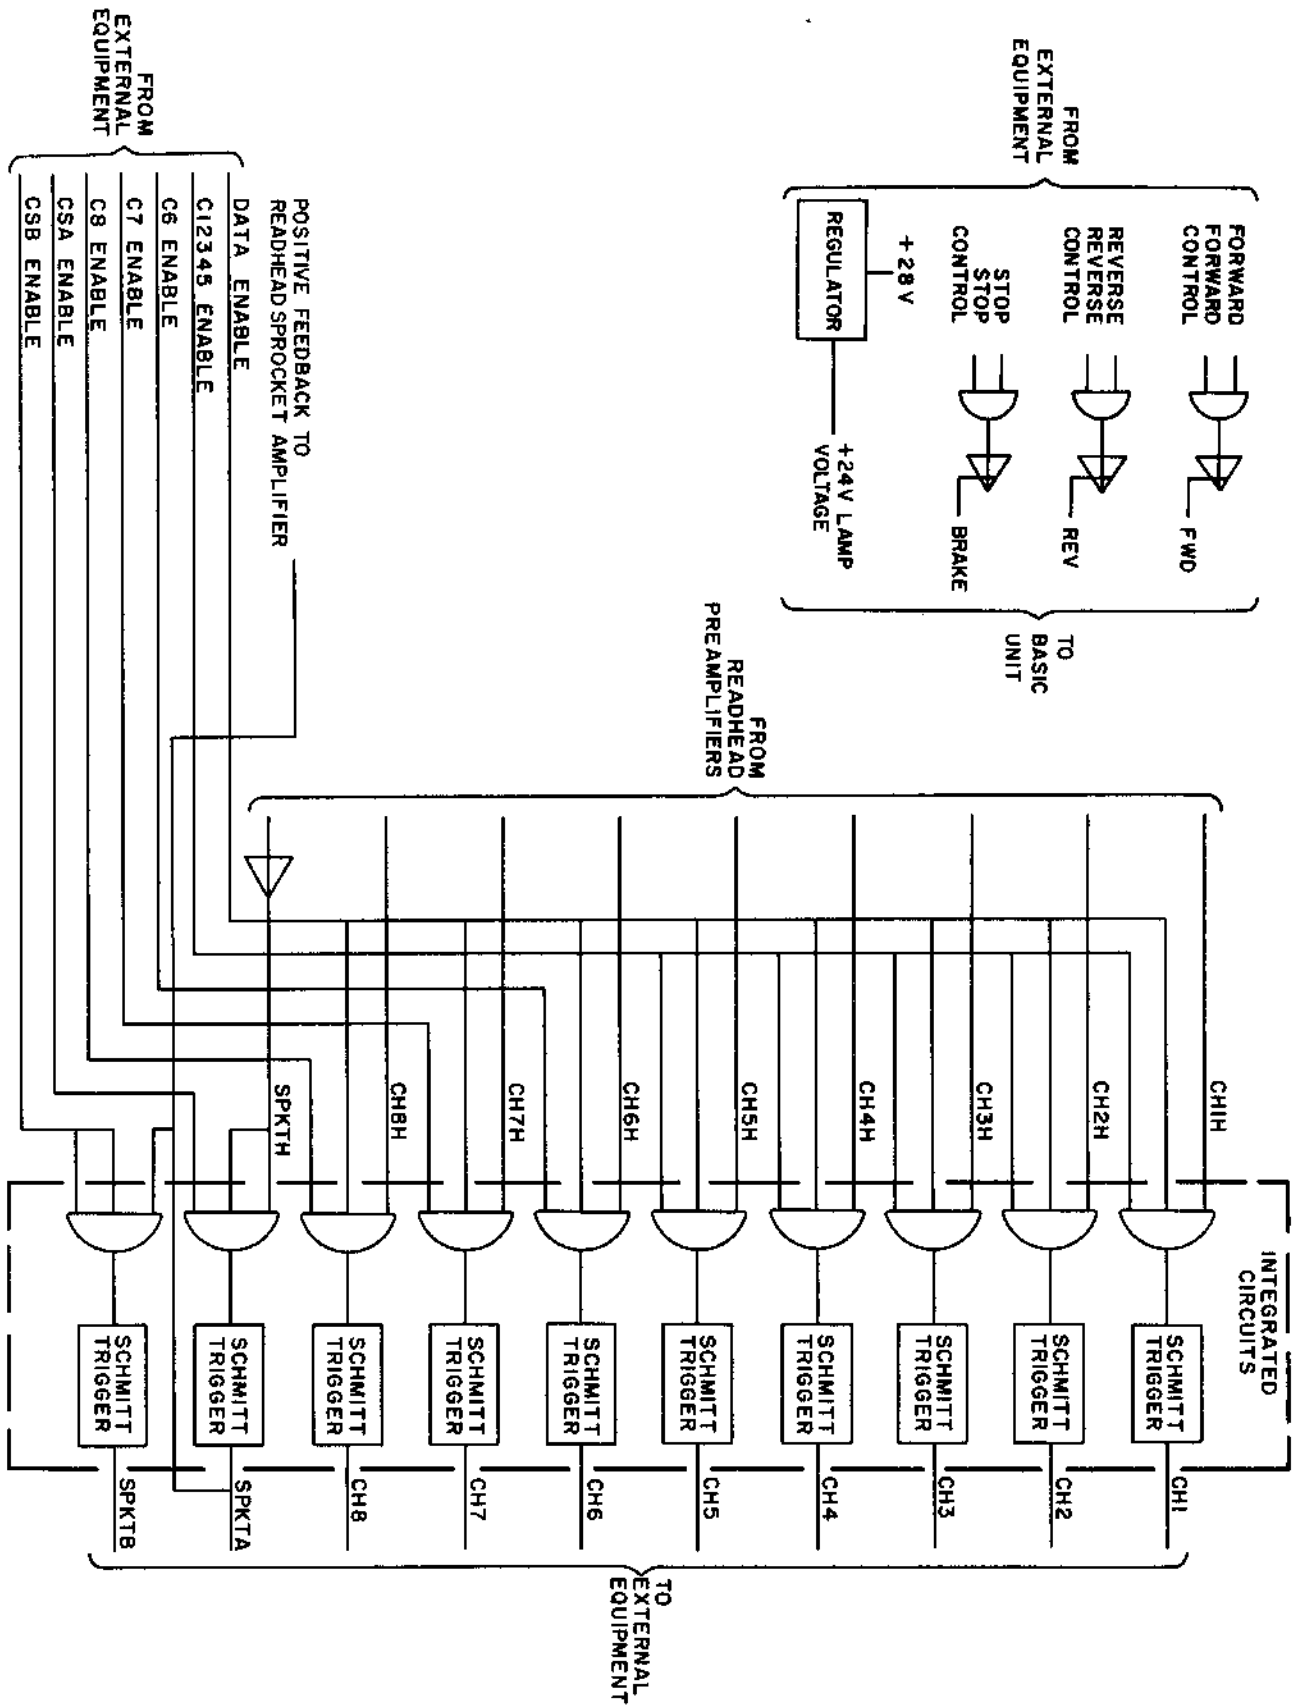 FROM
EXTERNAL
EQUIPMENT
FORWARD
FORWARD
CONTROL
FWD
REVERSE
REVERSE
CONTROL
REV
STOP
STOP
CONTROL
BRAKE
+28V
REGULATOR
+24V LAMP
VOLTAGE
TO
BASIC
UNIT
FROM
READHEAD
PREAMPLIFIERS
CH1H
CH2H
CH3H
CH4H
CH5H
CH6H
CH7H
CH8H
SPKTH
POSITIVE FEEDBACK TO
READHEAD SPROCKET AMPLIFIER
FROM
EXTERNAL
EQUIPMENT
DATA ENABLE
C12345 ENABLE
C6 ENABLE
C7 ENABLE
C8 ENABLE
CSA ENABLE
CSB ENABLE
INTEGRATED
CIRCUITS
SCHMITT
TRIGGER
CH1
SCHMITT
TRIGGER
CH2
SCHMITT
TRIGGER
CH3
SCHMITT
TRIGGER
CH4
SCHMITT
TRIGGER
CH5
SCHMITT
TRIGGER
CH6
SCHMITT
TRIGGER
CH7
SCHMITT
TRIGGER
CH8
SCHMITT
TRIGGER
SPKTA
SCHMITT
TRIGGER
SPKTB
TO
EXTERNAL
EQUIPMENT